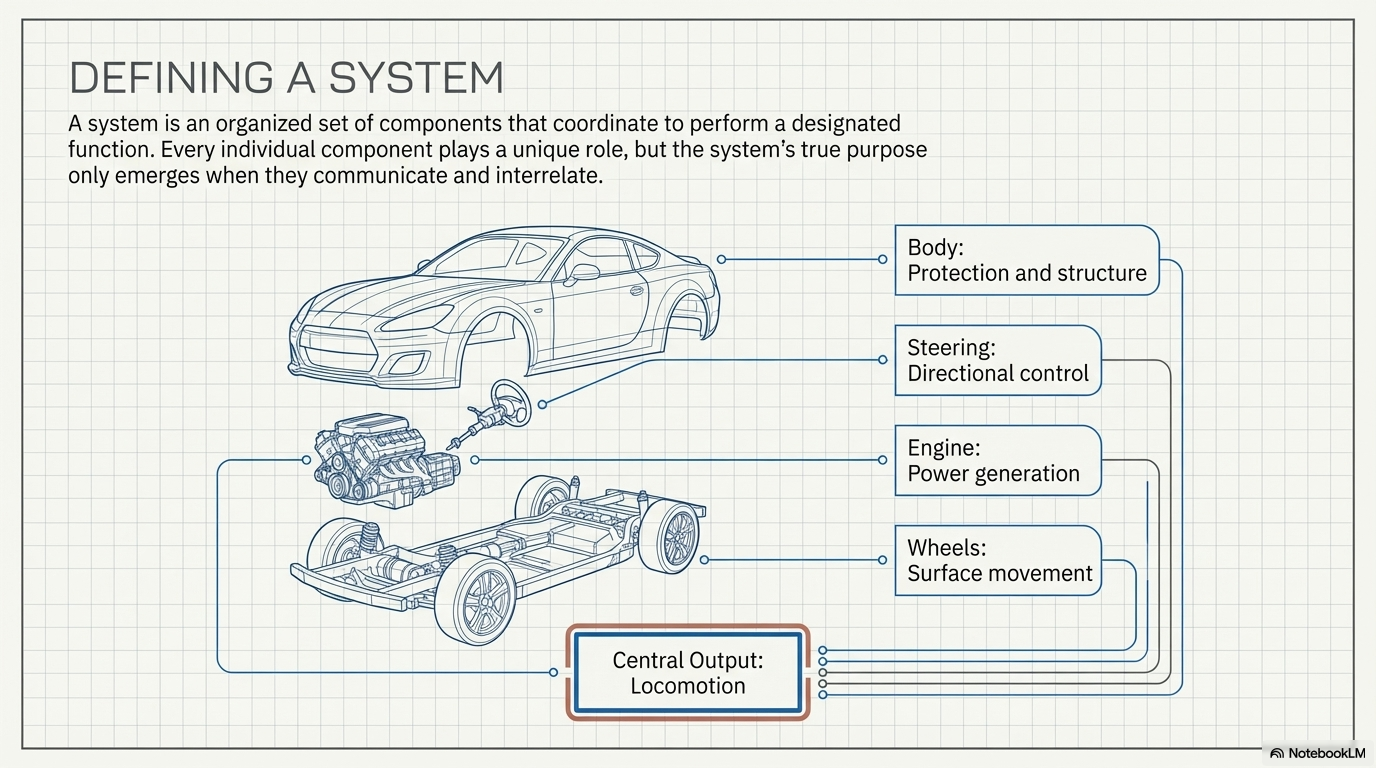 DEFINING A SYSTEM
A system is an organized set of components that coordinate to perform a designated
function. Every individual component plays a unique role, but the system's true purpose
only emerges when they communicate and interrelate.
Body:
Protection and structure
Steering:
Directional control
Engine:
Power generation
Wheels:
Surface movement
Central Output:
Locomotion
NotebookLM